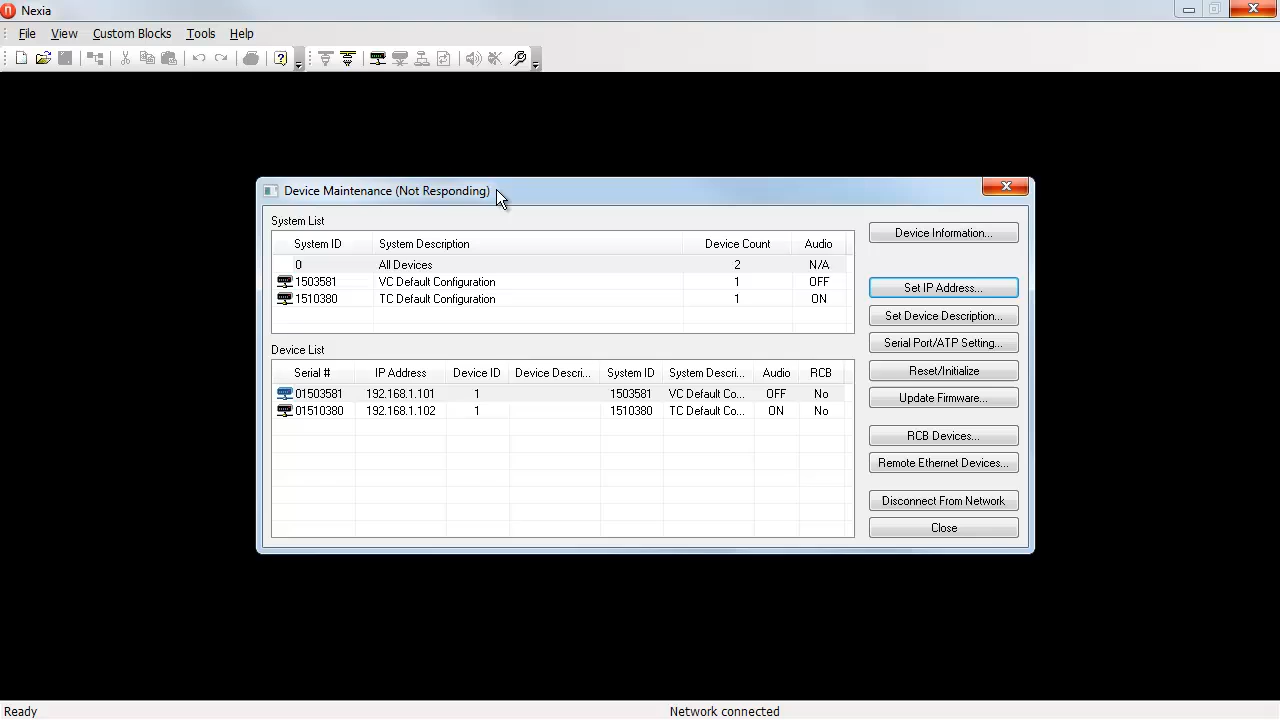 Nexia
File View Custom Blocks Tools Help
Device Maintenance (Not Responding)
System List
System ID System Description Device Count Audio
0 All Devices 2 N/A
1503581 VC Default Configuration 1 OFF
1510380 TC Default Configuration 1 ON
Device List
Serial # IP Address Device ID Device Descri... System ID System Descri... Audio RCB
01503581 192.168.1.101 1 1503581 VC Default Co... OFF No
01510380 192.168.1.102 1 1510380 TC Default Co... ON No
Device Information...
Set IP Address...
Set Device Description...
Serial Port/ATP Setting...
Reset/Initialize
Update Firmware...
RCB Devices...
Remote Ethernet Devices...
Disconnect From Network
Close
Ready Network connected